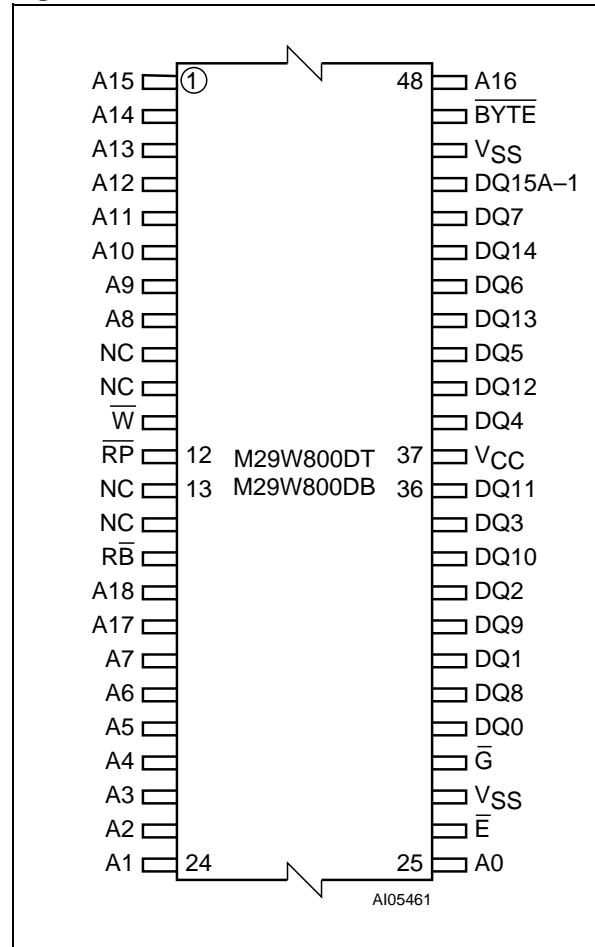 A15 ① 48 A16
A14 B̅Y̅T̅E̅
A13 VSS
A12 DQ15A–1
A11 DQ7
A10 DQ14
A9 DQ6
A8 DQ13
NC DQ5
NC DQ12
W̅ DQ4
R̅P̅ 12 M29W800DT 37 VCC
NC 13 M29W800DB 36 DQ11
NC DQ3
RB̅ DQ10
A18 DQ2
A17 DQ9
A7 DQ1
A6 DQ8
A5 DQ0
A4 G̅
A3 VSS
A2 E̅
A1 24 25 A0
AI05461